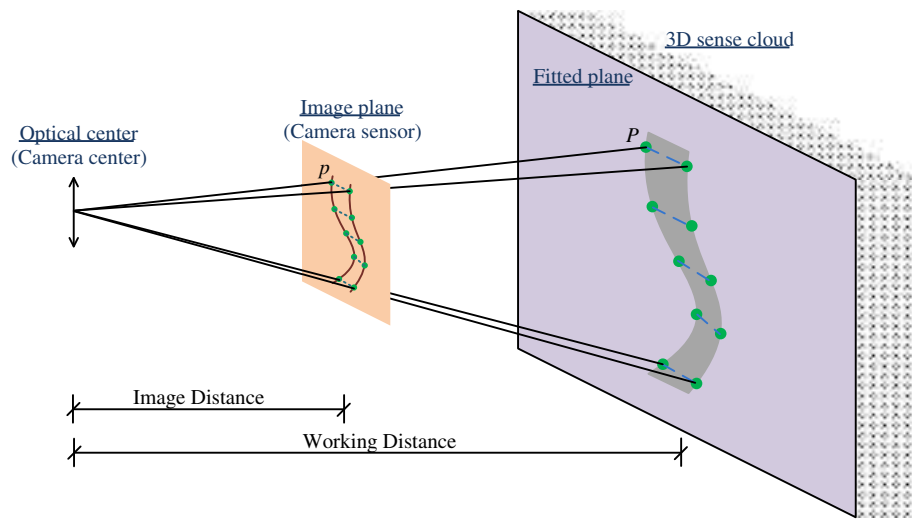 3D sense cloud
Fitted plane
Image plane
(Camera sensor)
Optical center
(Camera center)
p
P
Image Distance
Working Distance